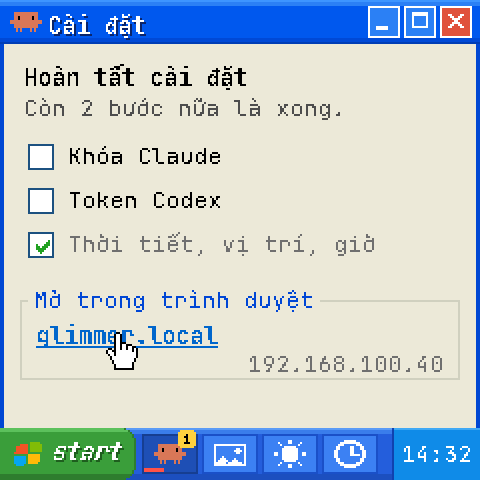 Cài đặt
Hoàn tất cài đặt
Còn 2 bước nữa là xong.
Khóa Claude
Token Codex
Thời tiết, vị trí, giờ
Mở trong trình duyệt
glimmer.local
192.168.100.40
start
1
14:32